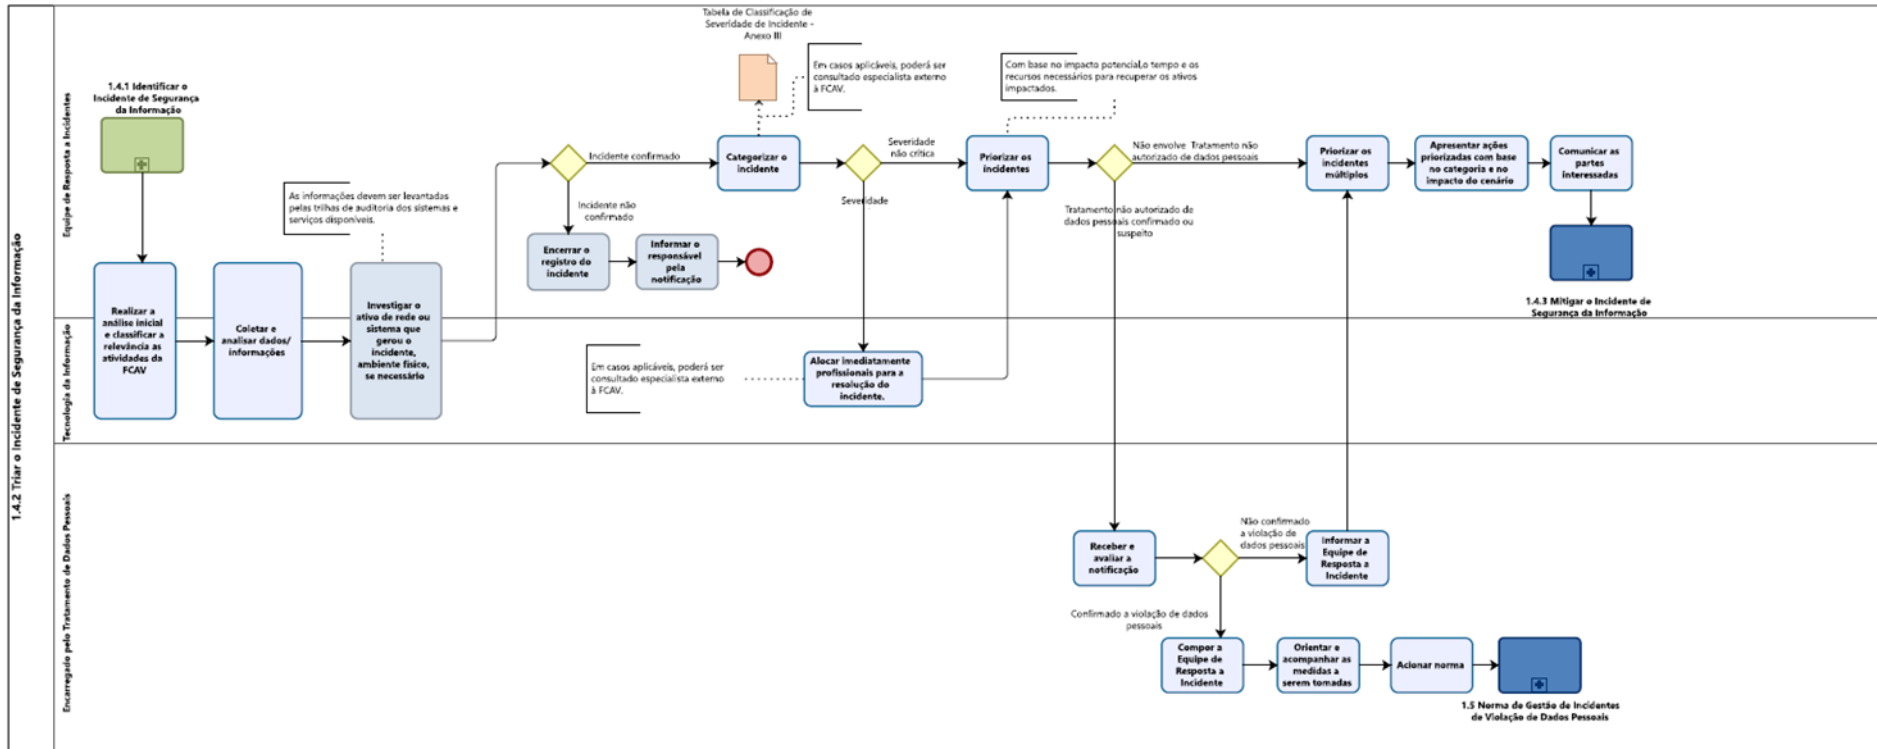 1.4.2 Triar o Incidente de Segurança da Informação
Equipe de Resposta a Incidentes
Tecnologia da Informação
Encarregado pelo Tratamento de Dados Pessoais
1.4.1 Identificar o
Incidente de Segurança
da Informação
Realizar a
análise inicial
e classificar a
relevância as
atividades da
FCAV
Coletar e
analisar dados/
informações
As informações devem ser levantadas
pelas trilhas de auditoria dos sistemas e
serviços disponíveis.
Investigar o
ativo de rede ou
sistema que
gerou o
incidente,
ambiente físico,
se necessário
Incidente confirmado
Incidente não
confirmado
Encerrar o
registro do
incidente
Informar o
responsável
pela
notificação
Tabela de Classificação de
Severidade de Incidente -
Anexo III
Em casos aplicáveis, poderá ser
consultado especialista externo
à FCAV.
Categorizar o
incidente
Severidade
não crítica
Severidade
Em casos aplicáveis, poderá ser
consultado especialista externo
à FCAV.
Alocar imediatamente
profissionais para a
resolução do
incidente.
Com base no impacto potencial,o tempo e os
recursos necessários para recuperar os ativos
impactados.
Priorizar os
incidentes
Não envolve Tratamento não
autorizado de dados pessoais
Tratamento não autorizado de
dados pessoais confirmado ou
suspeito
Priorizar os
incidentes
múltiplos
Apresentar ações
priorizadas com base
no categoria e no
impacto do cenário
Comunicar as
partes
interessadas
1.4.3 Mitigar o Incidente de
Segurança da Informação
Receber e
avaliar a
notificação
Não confirmado
a violação de
dados pessoais
Informar a
Equipe de
Resposta a
Incidente
Confirmado a violação de dados
pessoais
Compor a
Equipe de
Resposta a
Incidente
Orientar e
acompanhar as
medidas a
serem tomadas
Acionar norma
1.5 Norma de Gestão de Incidentes
de Violação de Dados Pessoais